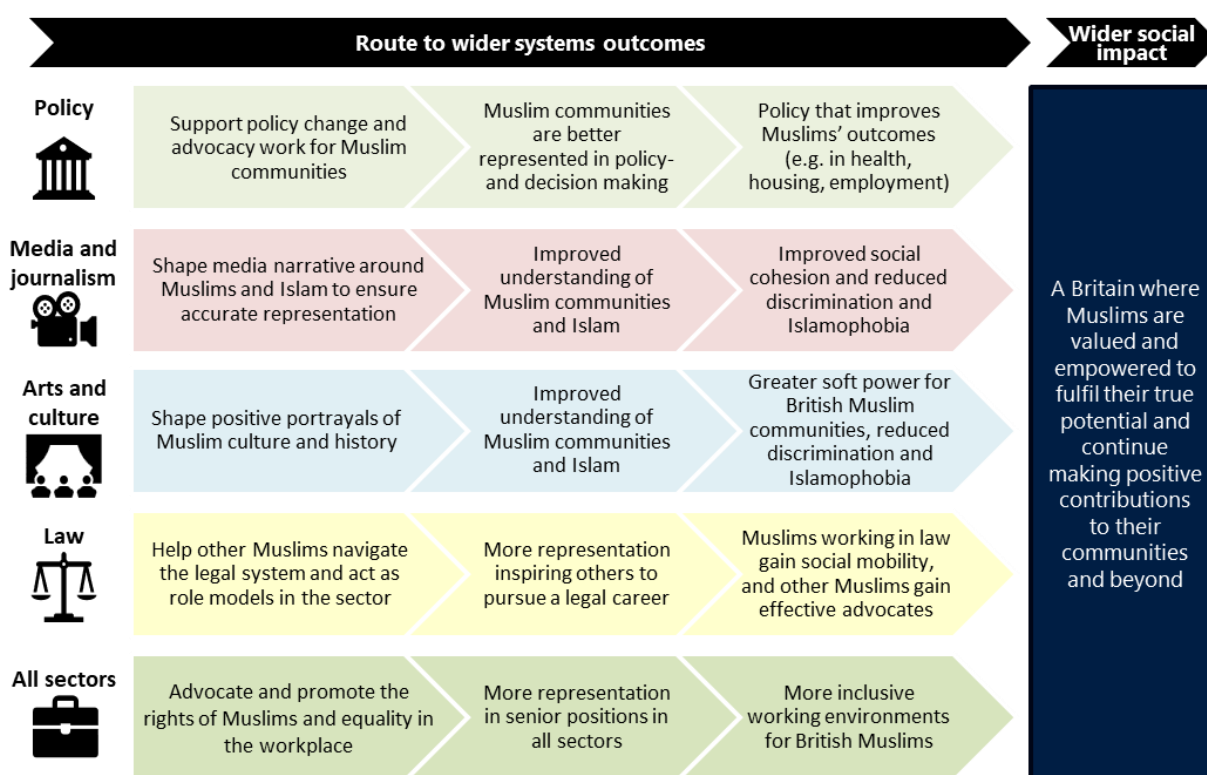 Route to wider systems outcomes
Wider social
impact
Policy
Support policy change and
advocacy work for Muslim
communities
Muslim communities
are better
represented in policy-
and decision making
Policy that improves
Muslims’ outcomes
(e.g. in health,
housing, employment)
Media and
journalism
Shape media narrative around
Muslims and Islam to ensure
accurate representation
Improved
understanding of
Muslim communities
and Islam
Improved social
cohesion and reduced
discrimination and
Islamophobia
Arts and
culture
Shape positive portrayals of
Muslim culture and history
Improved
understanding of
Muslim communities
and Islam
Greater soft power for
British Muslim
communities, reduced
discrimination and
Islamophobia
Law
Help other Muslims navigate
the legal system and act as
role models in the sector
More representation
inspiring others to
pursue a legal career
Muslims working in law
gain social mobility,
and other Muslims gain
effective advocates
All sectors
Advocate and promote the
rights of Muslims and equality in
the workplace
More representation
in senior positions in
all sectors
More inclusive
working environments
for British Muslims
A Britain where
Muslims are
valued and
empowered to
fulfil their true
potential and
continue
making positive
contributions
to their
communities
and beyond